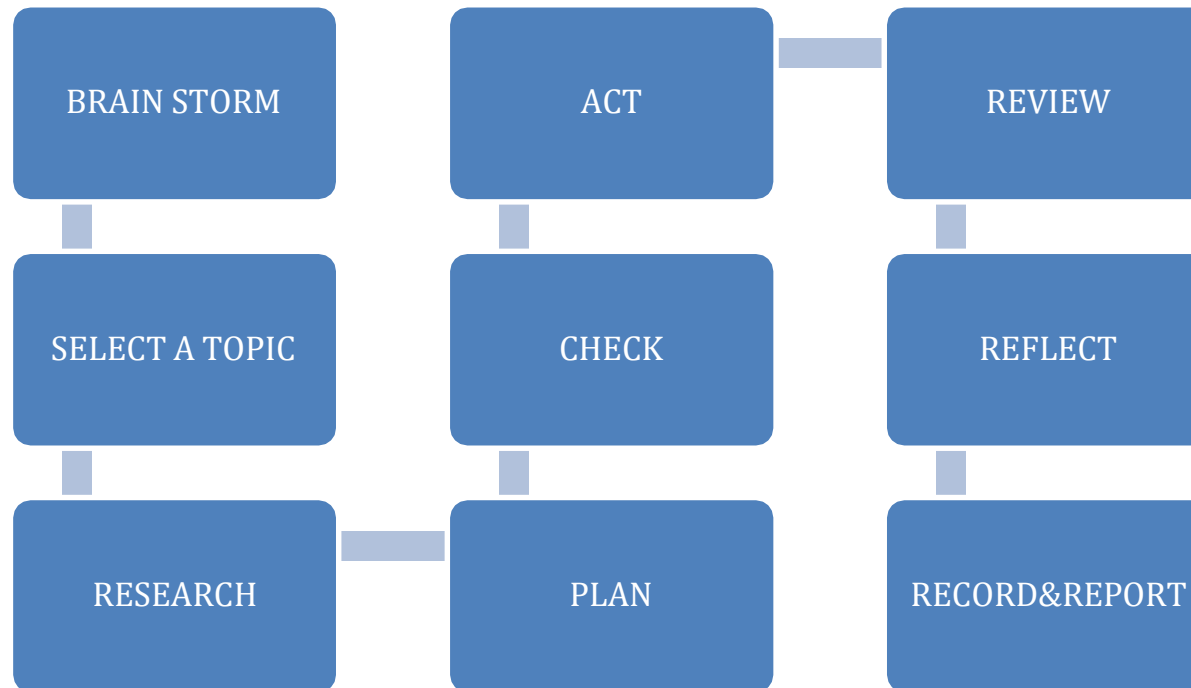 BRAIN STORM
SELECT A TOPIC
RESEARCH
PLAN
CHECK
ACT
REVIEW
REFLECT
RECORD&REPORT